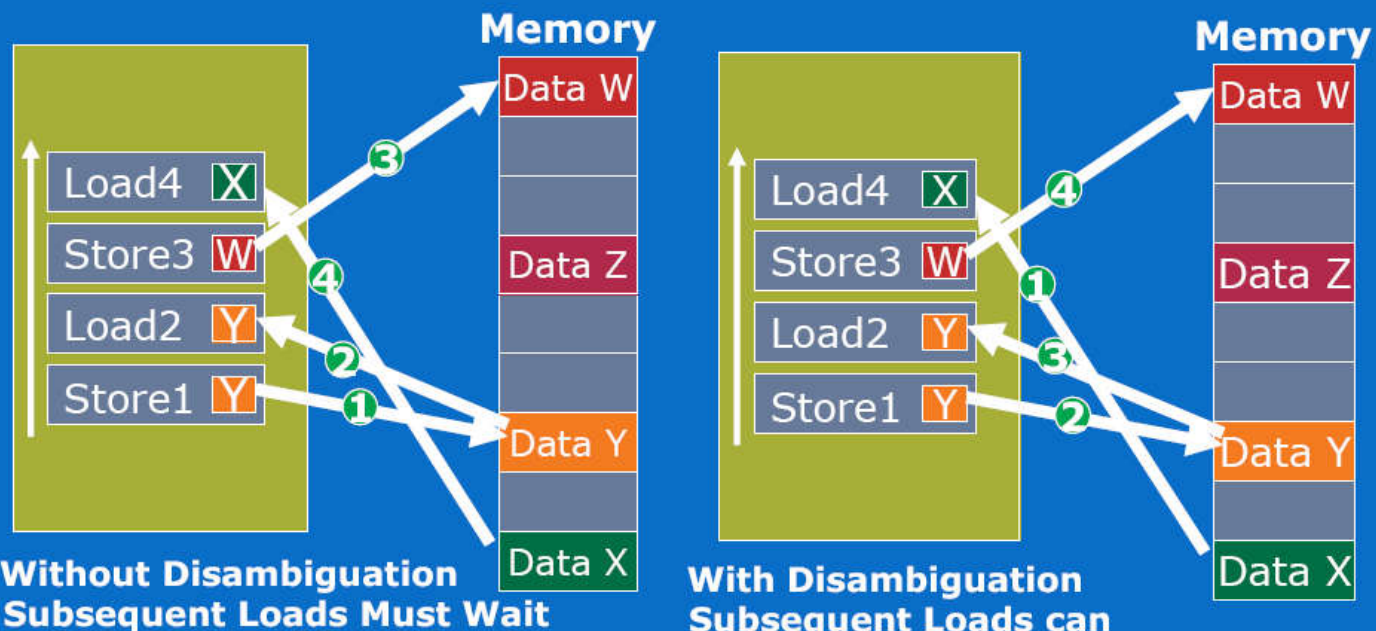 Memory
Data W
Data Z
Data Y
Data X
Load4 X
Store3 W
Load2 Y
Store1 Y
3
4
2
1
Without Disambiguation
Subsequent Loads Must Wait
Memory
Data W
Data Z
Data Y
Data X
Load4 X
Store3 W
Load2 Y
Store1 Y
4
1
3
2
With Disambiguation
Subsequent Loads can